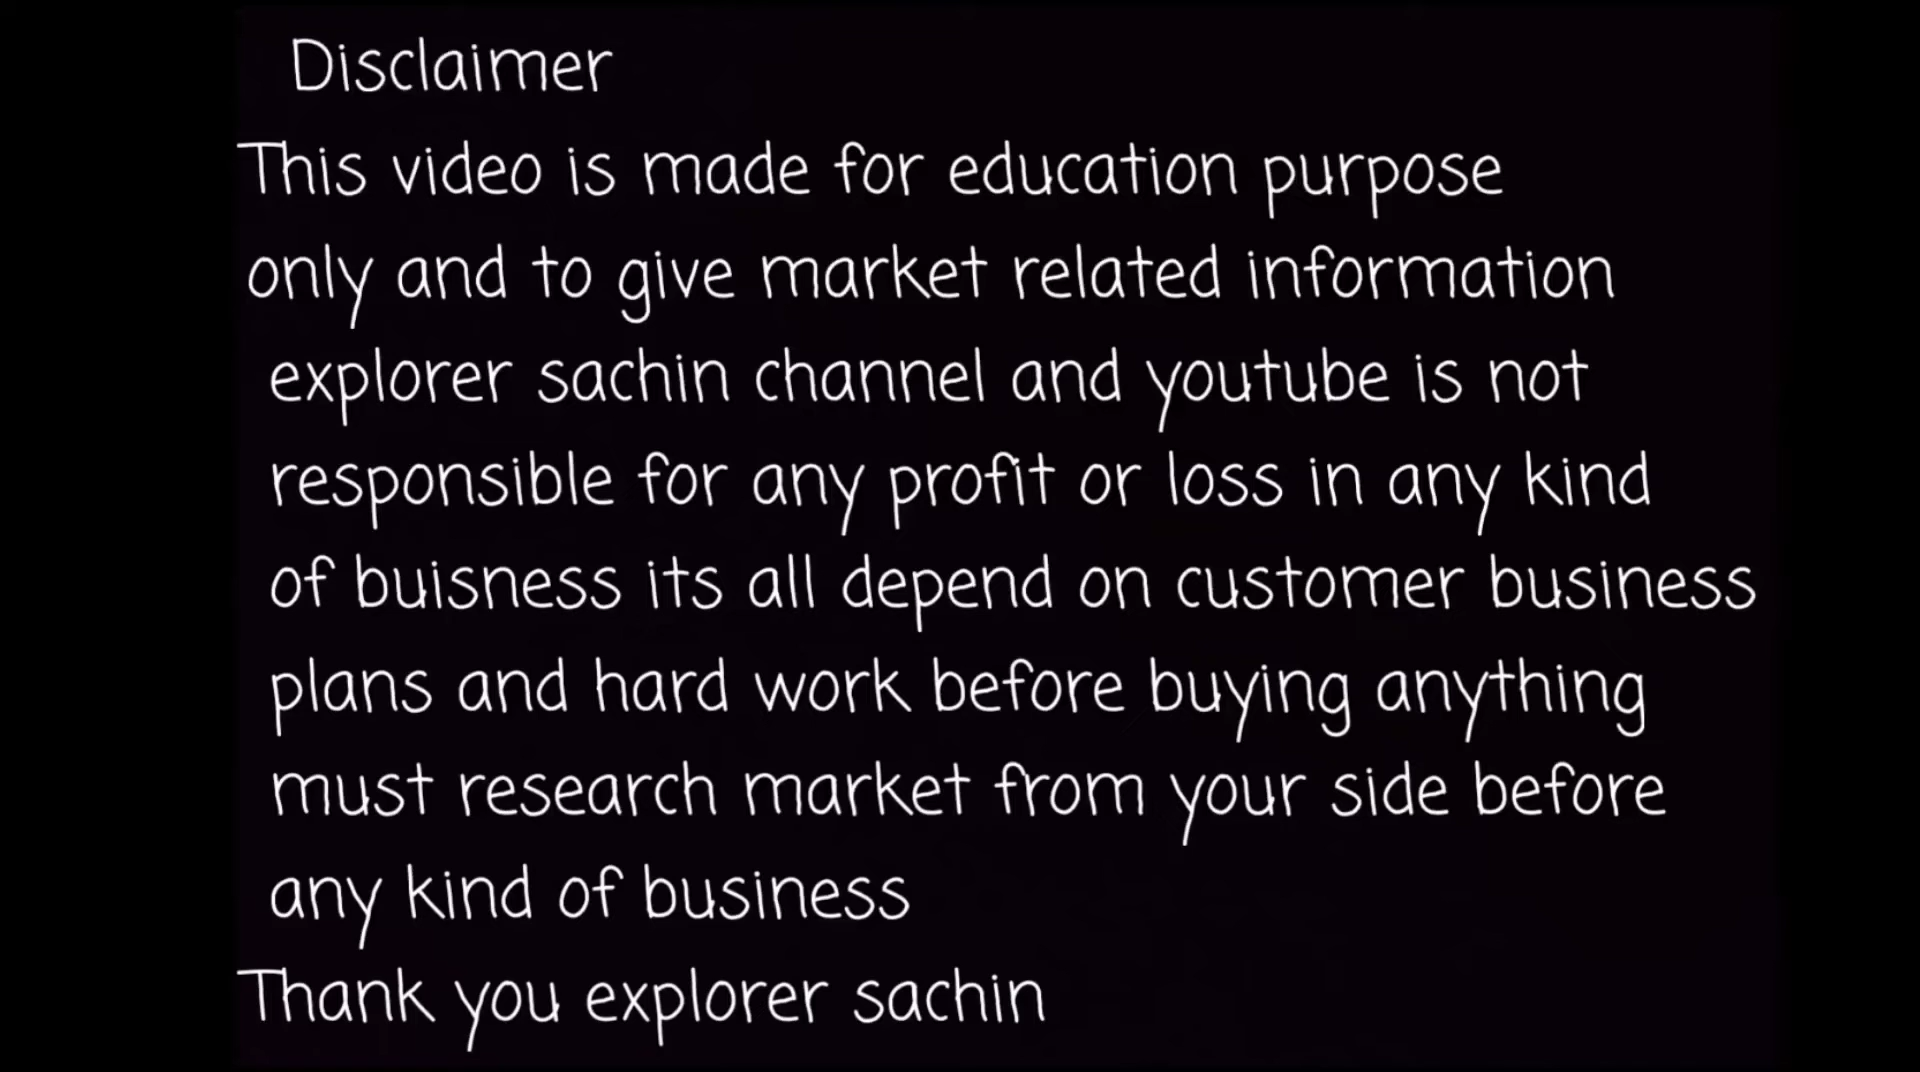 Disclaimer
This video is made for education purpose
only and to give market related information
explorer sachin channel and youtube is not
responsible for any profit or loss in any kind
of buisness its all depend on customer business
plans and hard work before buying anything
must research market from your side before
any kind of business
Thank you explorer sachin